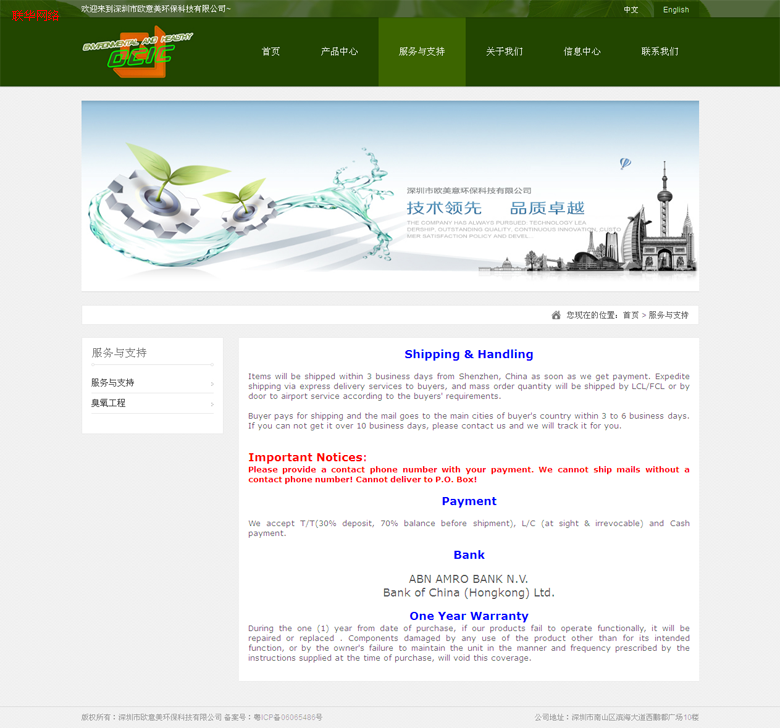 联华网络
欢迎来到深圳市欧意美环保科技有限公司~
中文 English
ENVIRONMENTAL AND HEALTHY
OCIC
首页 产品中心 服务与支持 关于我们 信息中心 联系我们
深圳市欧美意环保科技有限公司
技术领先 品质卓越
THE COMPANY HAS ALWAYS PURSUED, TECHNOLOGY LEA
DERSHIP, OUTSTANDING QUALITY, CONTINUOUS INNOVATION, CUSTO
MER SATISFACTION POLICY AND DEVEL.
您现在的位置：首页 > 服务与支持
服务与支持
服务与支持
臭氧工程
Shipping & Handling
Items will be shipped within 3 business days from Shenzhen, China as soon as we get payment. Expedite
shipping via express delivery services to buyers, and mass order quantity will be shipped by LCL/FCL or by
door to airport service according to the buyers' requirements.
Buyer pays for shipping and the mail goes to the main cities of buyer's country within 3 to 6 business days.
If you can not get it over 10 business days, please contact us and we will track it for you.
Important Notices:
Please provide a contact phone number with your payment. We cannot ship mails without a
contact phone number! Cannot deliver to P.O. Box!
Payment
We accept T/T(30% deposit, 70% balance before shipment), L/C (at sight & irrevocable) and Cash
payment.
Bank
ABN AMRO BANK N.V.
Bank of China (Hongkong) Ltd.
One Year Warranty
During the one (1) year from date of purchase, if our products fail to operate functionally, it will be
repaired or replaced . Components damaged by any use of the product other than for its intended
function, or by the owner's failure to maintain the unit in the manner and frequency prescribed by the
instructions supplied at the time of purchase, will void this coverage.
版权所有：深圳市欧意美环保科技有限公司 备案号：粤ICP备06065486号
公司地址：深圳市南山区滨海大道西麟都广场10楼